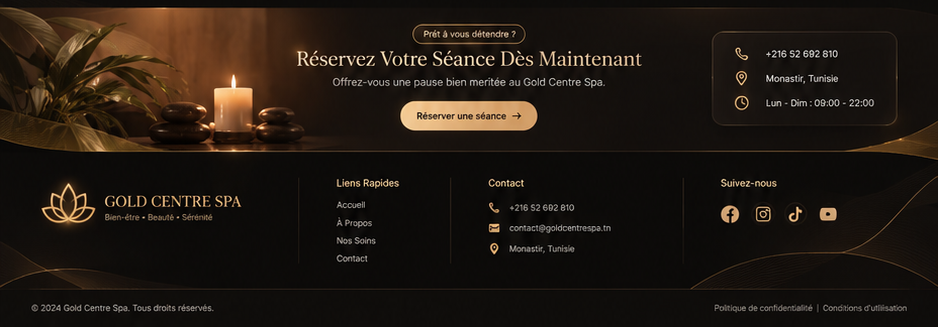 Prêt à vous détendre ?
Réservez Votre Séance Dès Maintenant
Offrez-vous une pause bien meritée au Gold Centre Spa.
Réserver une séance →
+216 52 692 810
Monastir, Tunisie
Lun - Dim : 09:00 - 22:00
GOLD CENTRE SPA
Bien-être • Beauté • Sérénité
Liens Rapides
Accueil
À Propos
Nos Soins
Contact
Contact
+216 52 692 810
contact@goldcentrespa.tn
Monastir, Tunisie
Suivez-nous
© 2024 Gold Centre Spa. Tous droits réservés.
Politique de confidentialité | Conditions d'utilisation